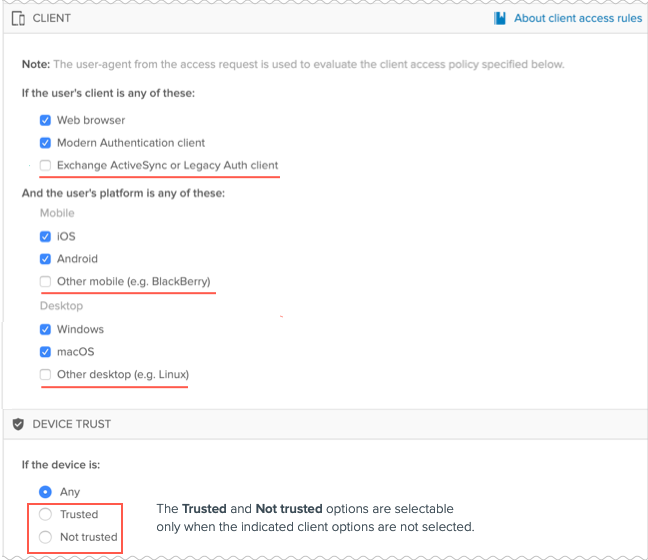 CLIENT
About client access rules
Note: The user-agent from the access request is used to evaluate the client access policy specified below.
If the user's client is any of these:
Web browser
Modern Authentication client
Exchange ActiveSync or Legacy Auth client
And the user's platform is any of these:
Mobile
iOS
Android
Other mobile (e.g. BlackBerry)
Desktop
Windows
macOS
Other desktop (e.g. Linux)
DEVICE TRUST
If the device is:
Any
Trusted
Not trusted
The Trusted and Not trusted options are selectable
only when the indicated client options are not selected.